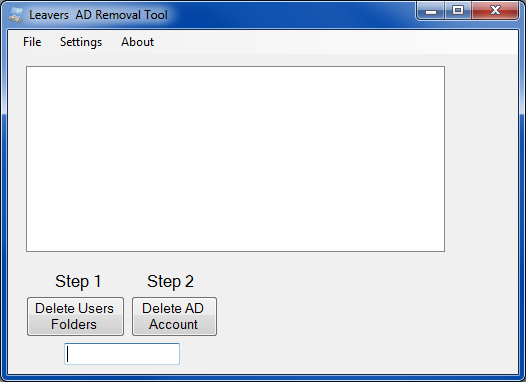 Leavers  AD Removal Tool
File Settings About
Step 1 Step 2
Delete Users Folders Delete AD Account